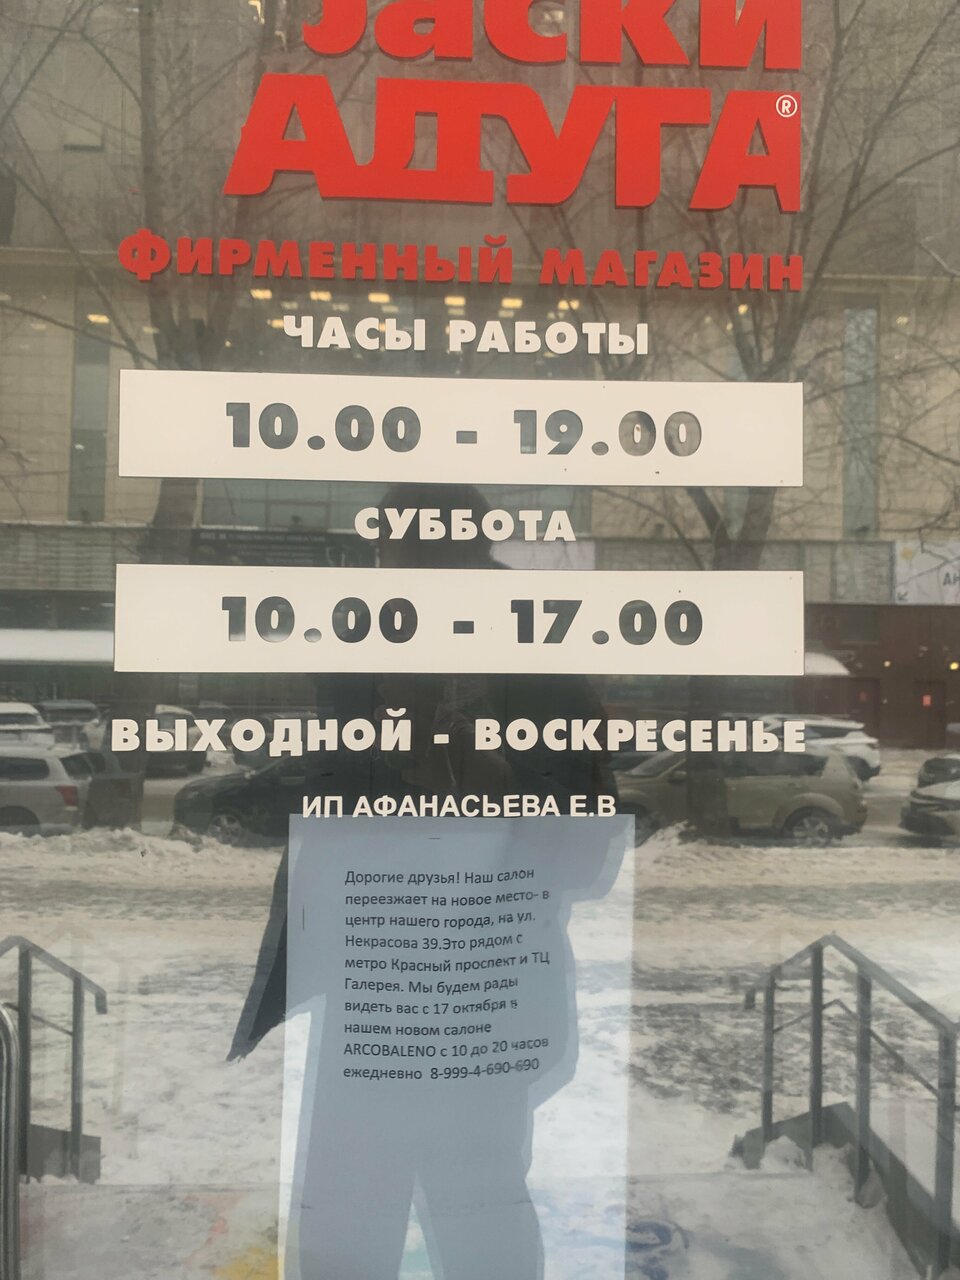 АДУГА®
ФИРМЕННЫЙ МАГАЗИН
ЧАСЫ РАБОТЫ
10.00 - 19.00
СУББОТА
10.00 - 17.00
ВЫХОДНОЙ - ВОСКРЕСЕНЬЕ
ИП АФАНАСЬЕВА Е.В
Дорогие друзья! Наш салон
переезжает на новое место- в
центр нашего города, на ул.
Некрасова 39.Это рядом с
метро Красный проспект и ТЦ
Галерея. Мы будем рады
видеть вас с 17 октября в
нашем новом салоне
ARCOBALENO с 10 до 20 часов
ежедневно 8-999-4-690-690